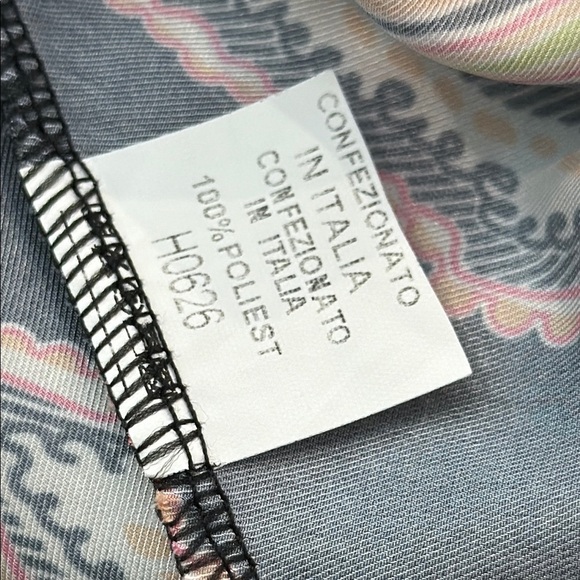 CONFEZIONATO
IN ITALIA
CONFEZIONATO
IN ITALIA
100% POLIEST
H0626